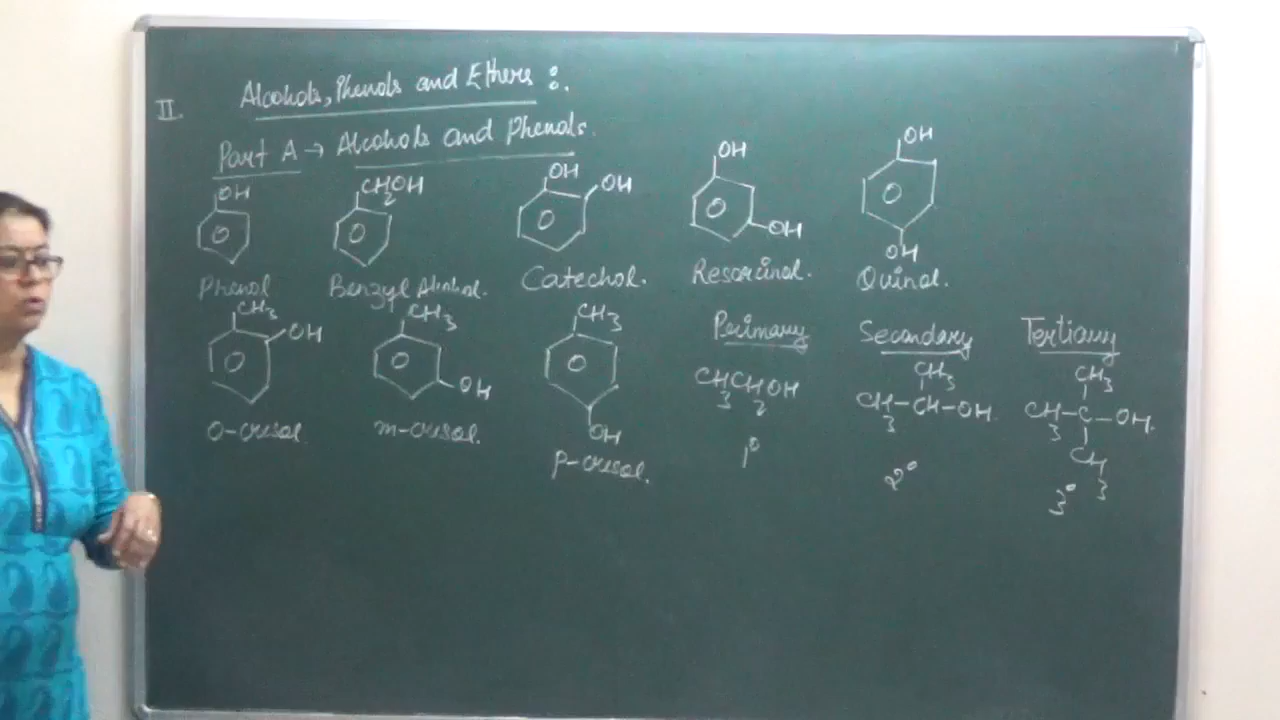 II. Alcohols, Phenols and Ethers :.
Part A → Alcohols and Phenols.
OH CH2OH OH OH OH OH OH OH
Phenol Benzyl Alcohol. Catechol. Resorcinol. Quinol.
CH3 OH CH3 OH CH3 OH
o-cresol. m-cresol. p-cresol.
Primary Secondary Tertiary
CH3CH2OH
1°
CH3
CH3-CH-OH.
2°
CH3
CH3-C-OH.
CH3
3°